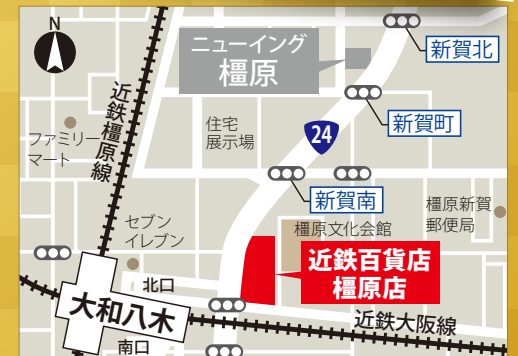 N
ニューイング
橿原
新賀北
近鉄橿原線
ファミリー
マート
住宅
展示場
24
新賀町
新賀南
橿原新賀
郵便局
セブン
イレブン
橿原文化会館
近鉄百貨店
橿原店
北口
大和八木
近鉄大阪線
南口